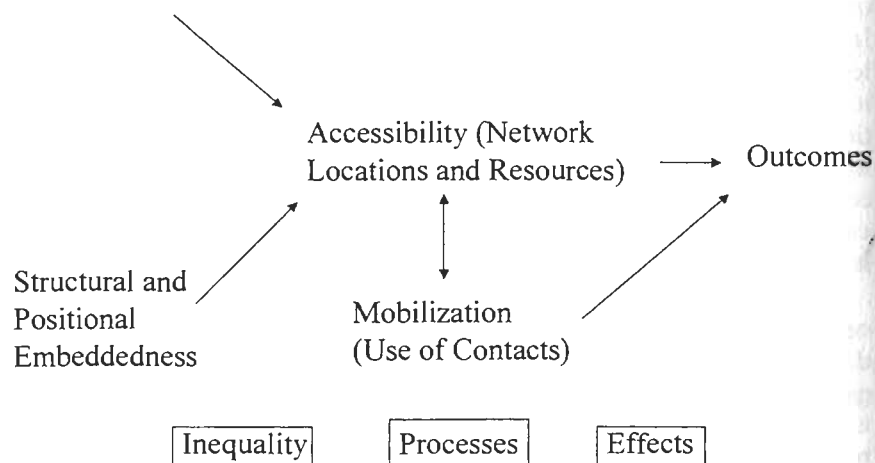 Accessibility (Network
Locations and Resources)
Outcomes
Structural and
Positional
Embeddedness
Mobilization
(Use of Contacts)
Inequality
Processes
Effects